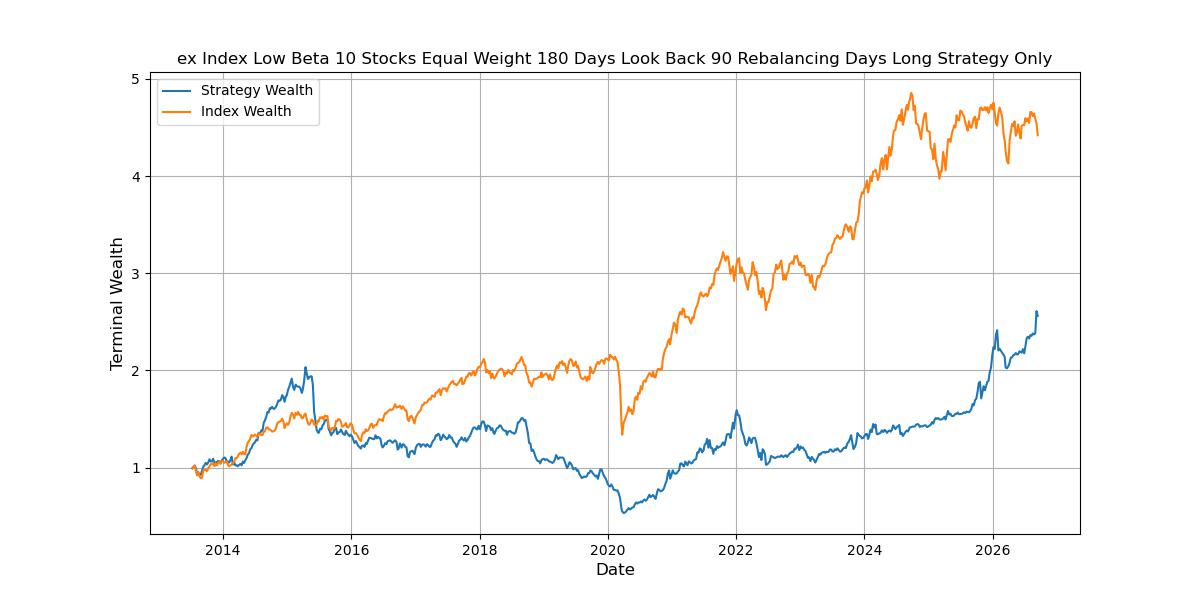 ex Index Low Beta 10 Stocks Equal Weight 180 Days Look Back 90 Rebalancing Days Long Strategy Only
Strategy Wealth
Index Wealth
Terminal Wealth
5
4
3
2
1
2014 2016 2018 2020 2022 2024 2026
Date